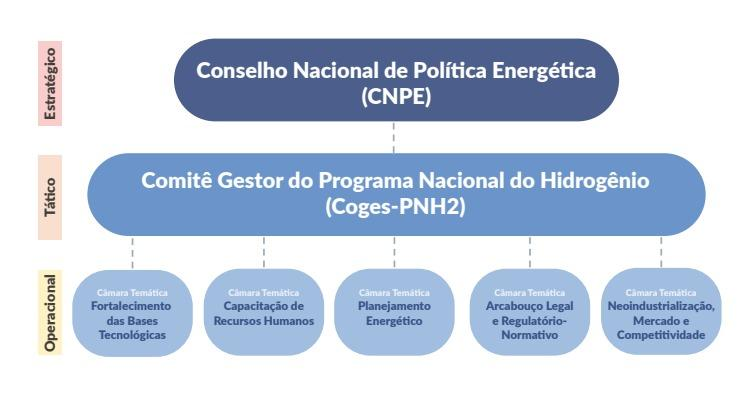 Estratégico
Conselho Nacional de Política Energética
(CNPE)
Tático
Comitê Gestor do Programa Nacional do Hidrogênio
(Coges-PNH2)
Operacional
Câmara Temática
Fortalecimento
das Bases
Tecnológicas
Câmara Temática
Capacitação de
Recursos Humanos
Câmara Temática
Planejamento
Energético
Câmara Temática
Arcabouço Legal
e Regulatório-
Normativo
Câmara Temática
Neoindustrialização,
Mercado e
Competitividade